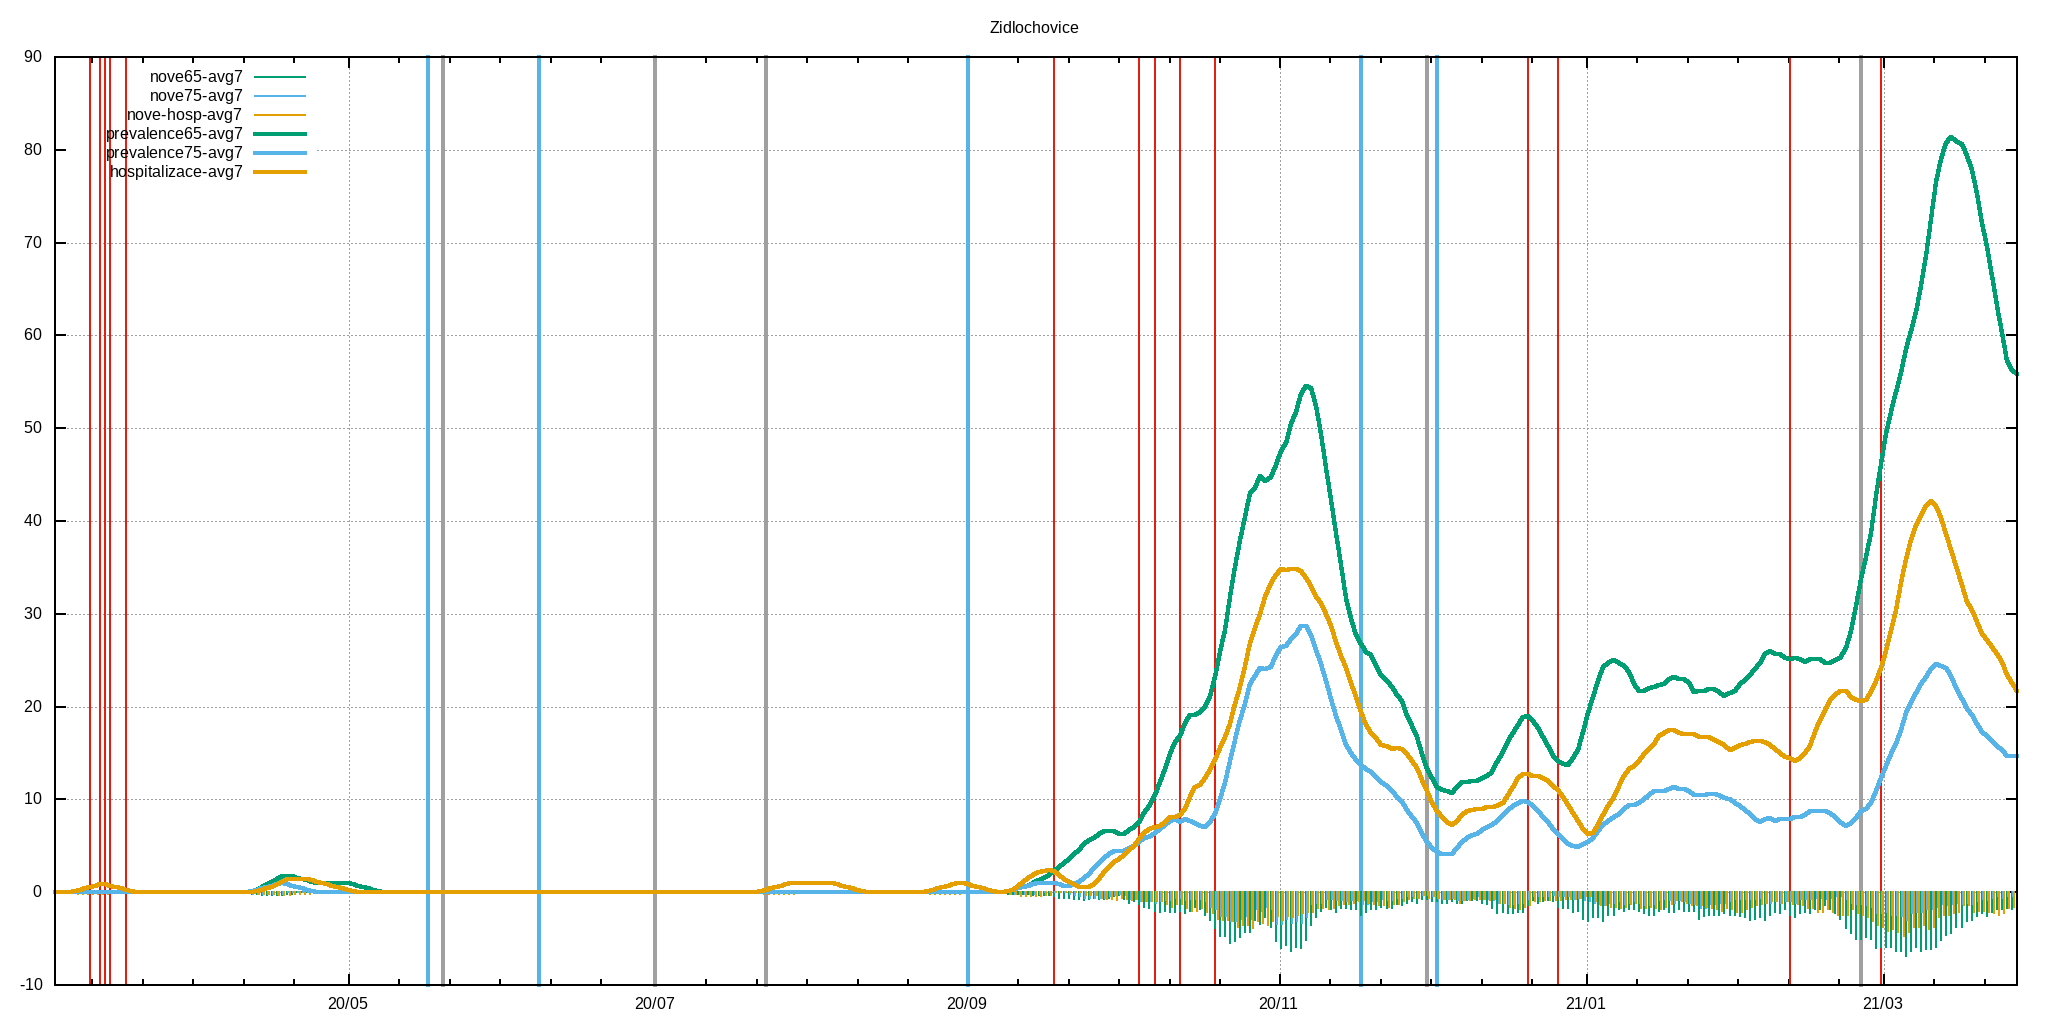 Zidlochovice
90
80
70
60
50
40
30
20
10
0
-10
nove65-avg7
nove75-avg7
nove-hosp-avg7
prevalence65-avg7
prevalence75-avg7
hospitalizace-avg7
20/05
20/07
20/09
20/11
21/01
21/03